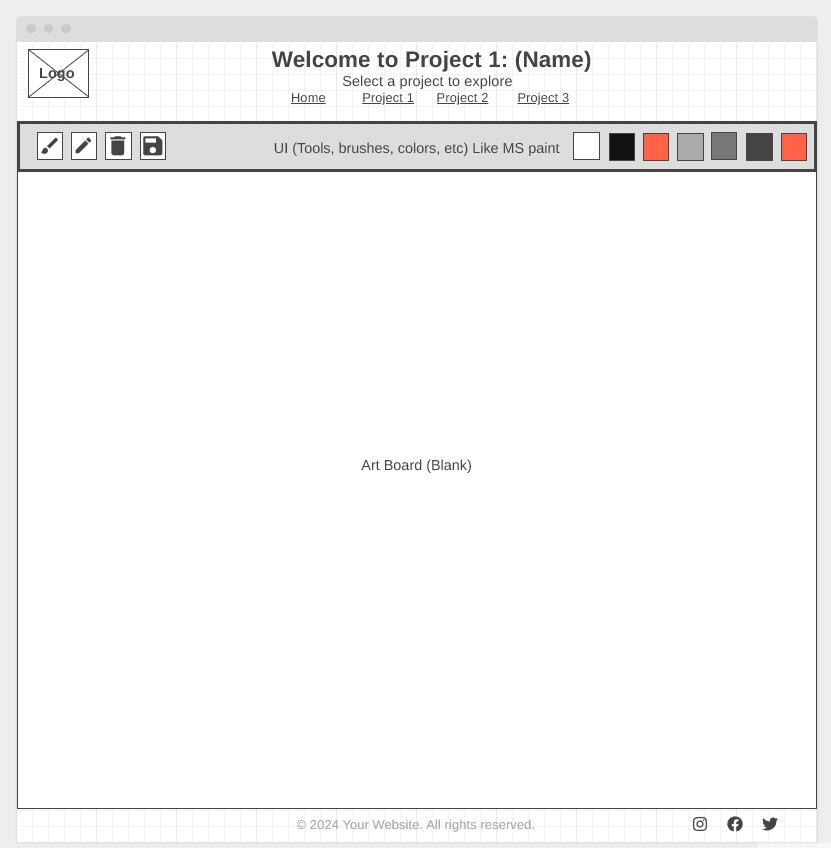 Logo
Welcome to Project 1: (Name)
Select a project to explore
Home Project 1 Project 2 Project 3
UI (Tools, brushes, colors, etc) Like MS paint
Art Board (Blank)
© 2024 Your Website. All rights reserved.